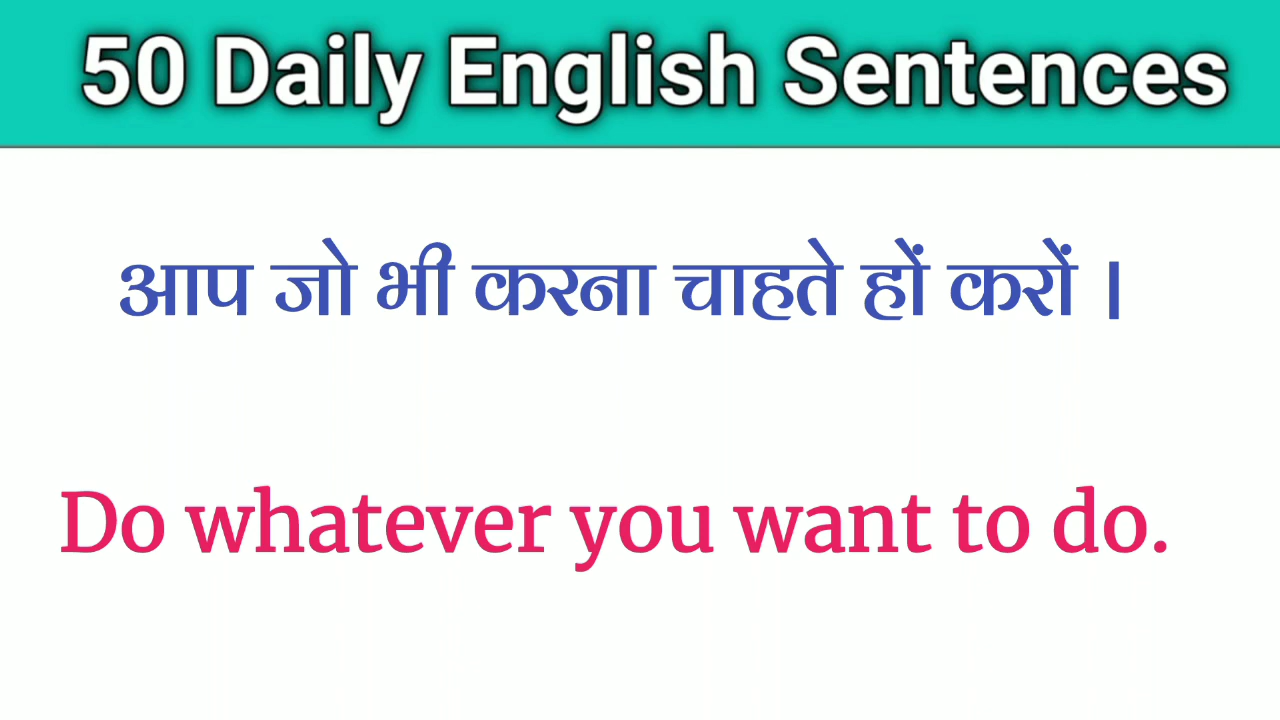 50 Daily English Sentences
आप जो भी करना चाहते हों करों ।
Do whatever you want to do.